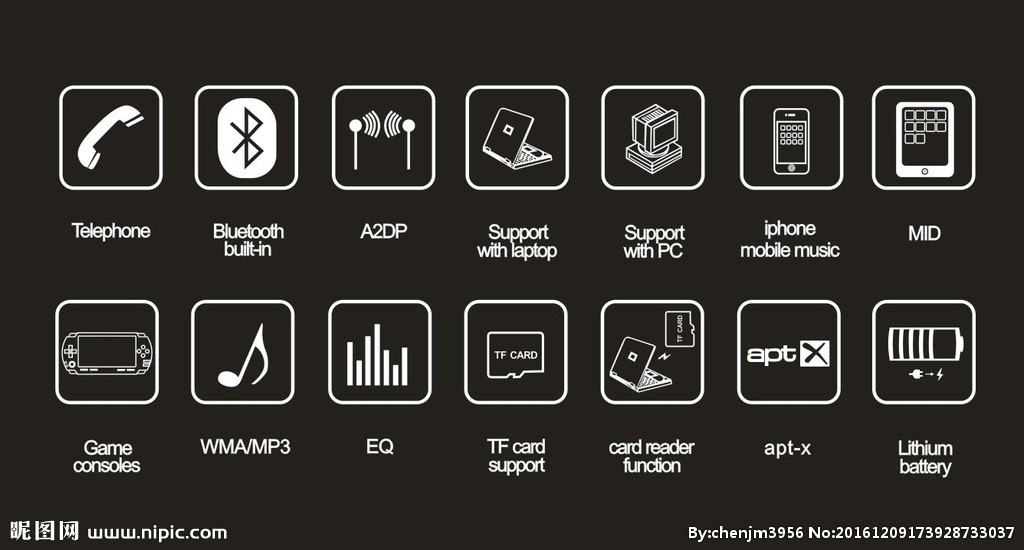 Telephone
Bluetooth
built-in
A2DP
Support
with laptop
Support
with PC
iphone
mobile music
MID
TF CARD
TF CARD
apt X
Game
consoles
WMA/MP3
EQ
TF card
support
card reader
function
apt-x
Lithium
battery
昵图网 www.nipic.com
By:chenjm3956 No:20161209173928733037